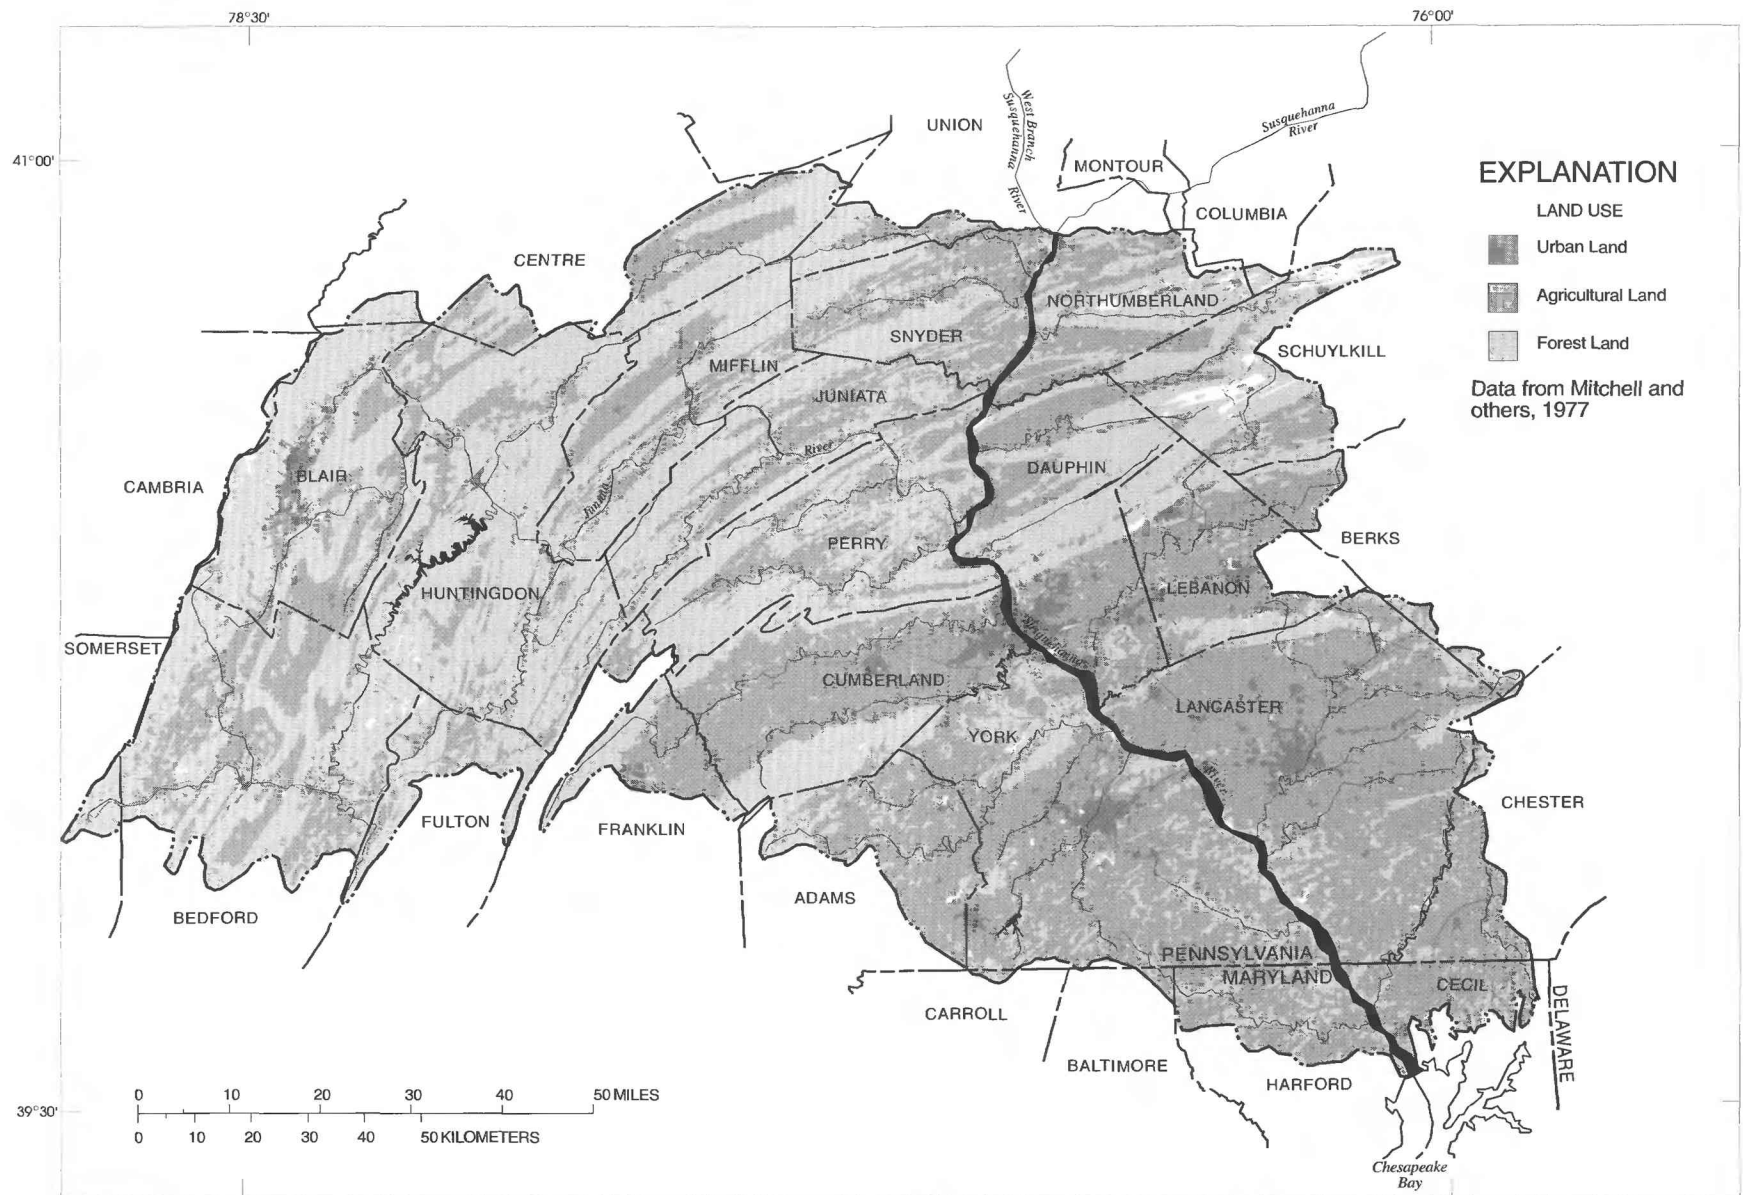 78°30'
76°00'
41°00'
39°30'
UNION
West Branch
Susquehanna
River
Susquehanna
River
MONTOUR
COLUMBIA
CENTRE
NORTHUMBERLAND
SNYDER
SCHUYLKILL
MIFFLIN
JUNIATA
River
Juniata
DAUPHIN
CAMBRIA
BLAIR
PERRY
BERKS
HUNTINGDON
LEBANON
SOMERSET
Susquehanna
River
CUMBERLAND
LANCASTER
YORK
CHESTER
FULTON
FRANKLIN
ADAMS
BEDFORD
PENNSYLVANIA
MARYLAND
CECIL
DELAWARE
CARROLL
BALTIMORE
HARFORD
Chesapeake
Bay
EXPLANATION
LAND USE
Urban Land
Agricultural Land
Forest Land
Data from Mitchell and
others, 1977
0 10 20 30 40 50 MILES
0 10 20 30 40 50 KILOMETERS